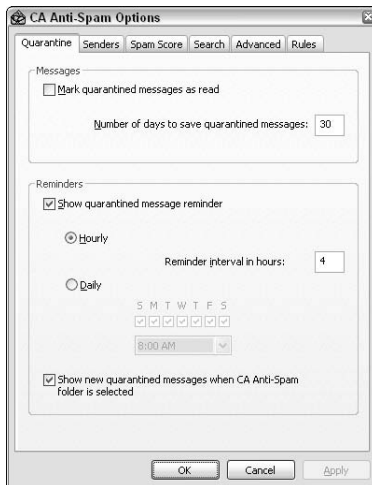 CA Anti-Spam Options
Quarantine Senders Spam Score Search Advanced Rules
Messages
Mark quarantined messages as read
Number of days to save quarantined messages: 30
Reminders
Show quarantined message reminder
Hourly
Reminder interval in hours: 4
Daily
S M T W T F S
8:00 AM
Show new quarantined messages when CA Anti-Spam
folder is selected
OK Cancel Apply